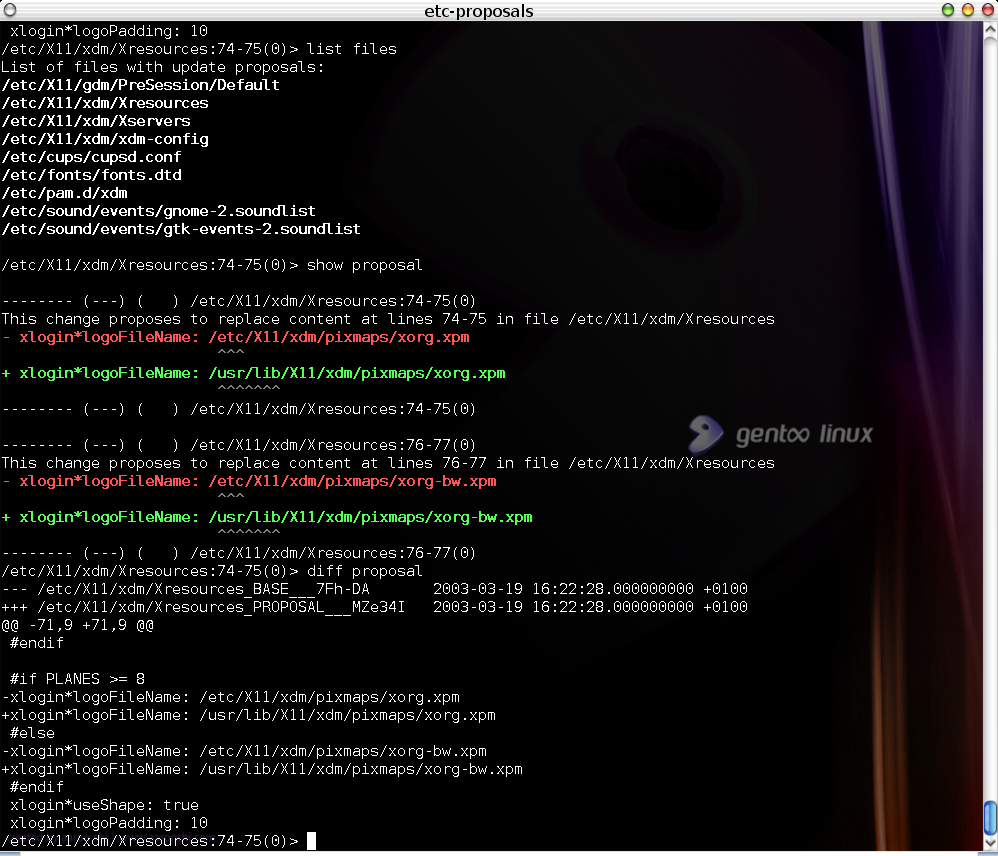 etc-proposals
xlogin*logoPadding: 10
/etc/X11/xdm/Xresources:74-75(0)> list files
List of files with update proposals:
/etc/X11/gdm/PreSession/Default
/etc/X11/xdm/Xresources
/etc/X11/xdm/Xservers
/etc/X11/xdm/xdm-config
/etc/cups/cupsd.conf
/etc/fonts/fonts.dtd
/etc/pam.d/xdm
/etc/sound/events/gnome-2.soundlist
/etc/sound/events/gtk-events-2.soundlist
/etc/X11/xdm/Xresources:74-75(0)> show proposal
-------- (---) (   ) /etc/X11/xdm/Xresources:74-75(0)
This change proposes to replace content at lines 74-75 in file /etc/X11/xdm/Xresources
- xlogin*logoFileName: /etc/X11/xdm/pixmaps/xorg.xpm
^^^
+ xlogin*logoFileName: /usr/lib/X11/xdm/pixmaps/xorg.xpm
^^^^^^^
-------- (---) (   ) /etc/X11/xdm/Xresources:74-75(0)
-------- (---) (   ) /etc/X11/xdm/Xresources:76-77(0)
This change proposes to replace content at lines 76-77 in file /etc/X11/xdm/Xresources
- xlogin*logoFileName: /etc/X11/xdm/pixmaps/xorg-bw.xpm
^^^
+ xlogin*logoFileName: /usr/lib/X11/xdm/pixmaps/xorg-bw.xpm
^^^^^^^
-------- (---) (   ) /etc/X11/xdm/Xresources:76-77(0)
/etc/X11/xdm/Xresources:74-75(0)> diff proposal
--- /etc/X11/xdm/Xresources_BASE___7Fh-DA       2003-03-19 16:22:28.000000000 +0100
+++ /etc/X11/xdm/Xresources_PROPOSAL___MZe34I   2003-03-19 16:22:28.000000000 +0100
@@ -71,9 +71,9 @@
#endif
#if PLANES >= 8
-xlogin*logoFileName: /etc/X11/xdm/pixmaps/xorg.xpm
+xlogin*logoFileName: /usr/lib/X11/xdm/pixmaps/xorg.xpm
#else
-xlogin*logoFileName: /etc/X11/xdm/pixmaps/xorg-bw.xpm
+xlogin*logoFileName: /usr/lib/X11/xdm/pixmaps/xorg-bw.xpm
#endif
xlogin*useShape: true
xlogin*logoPadding: 10
/etc/X11/xdm/Xresources:74-75(0)>
gentoo linux